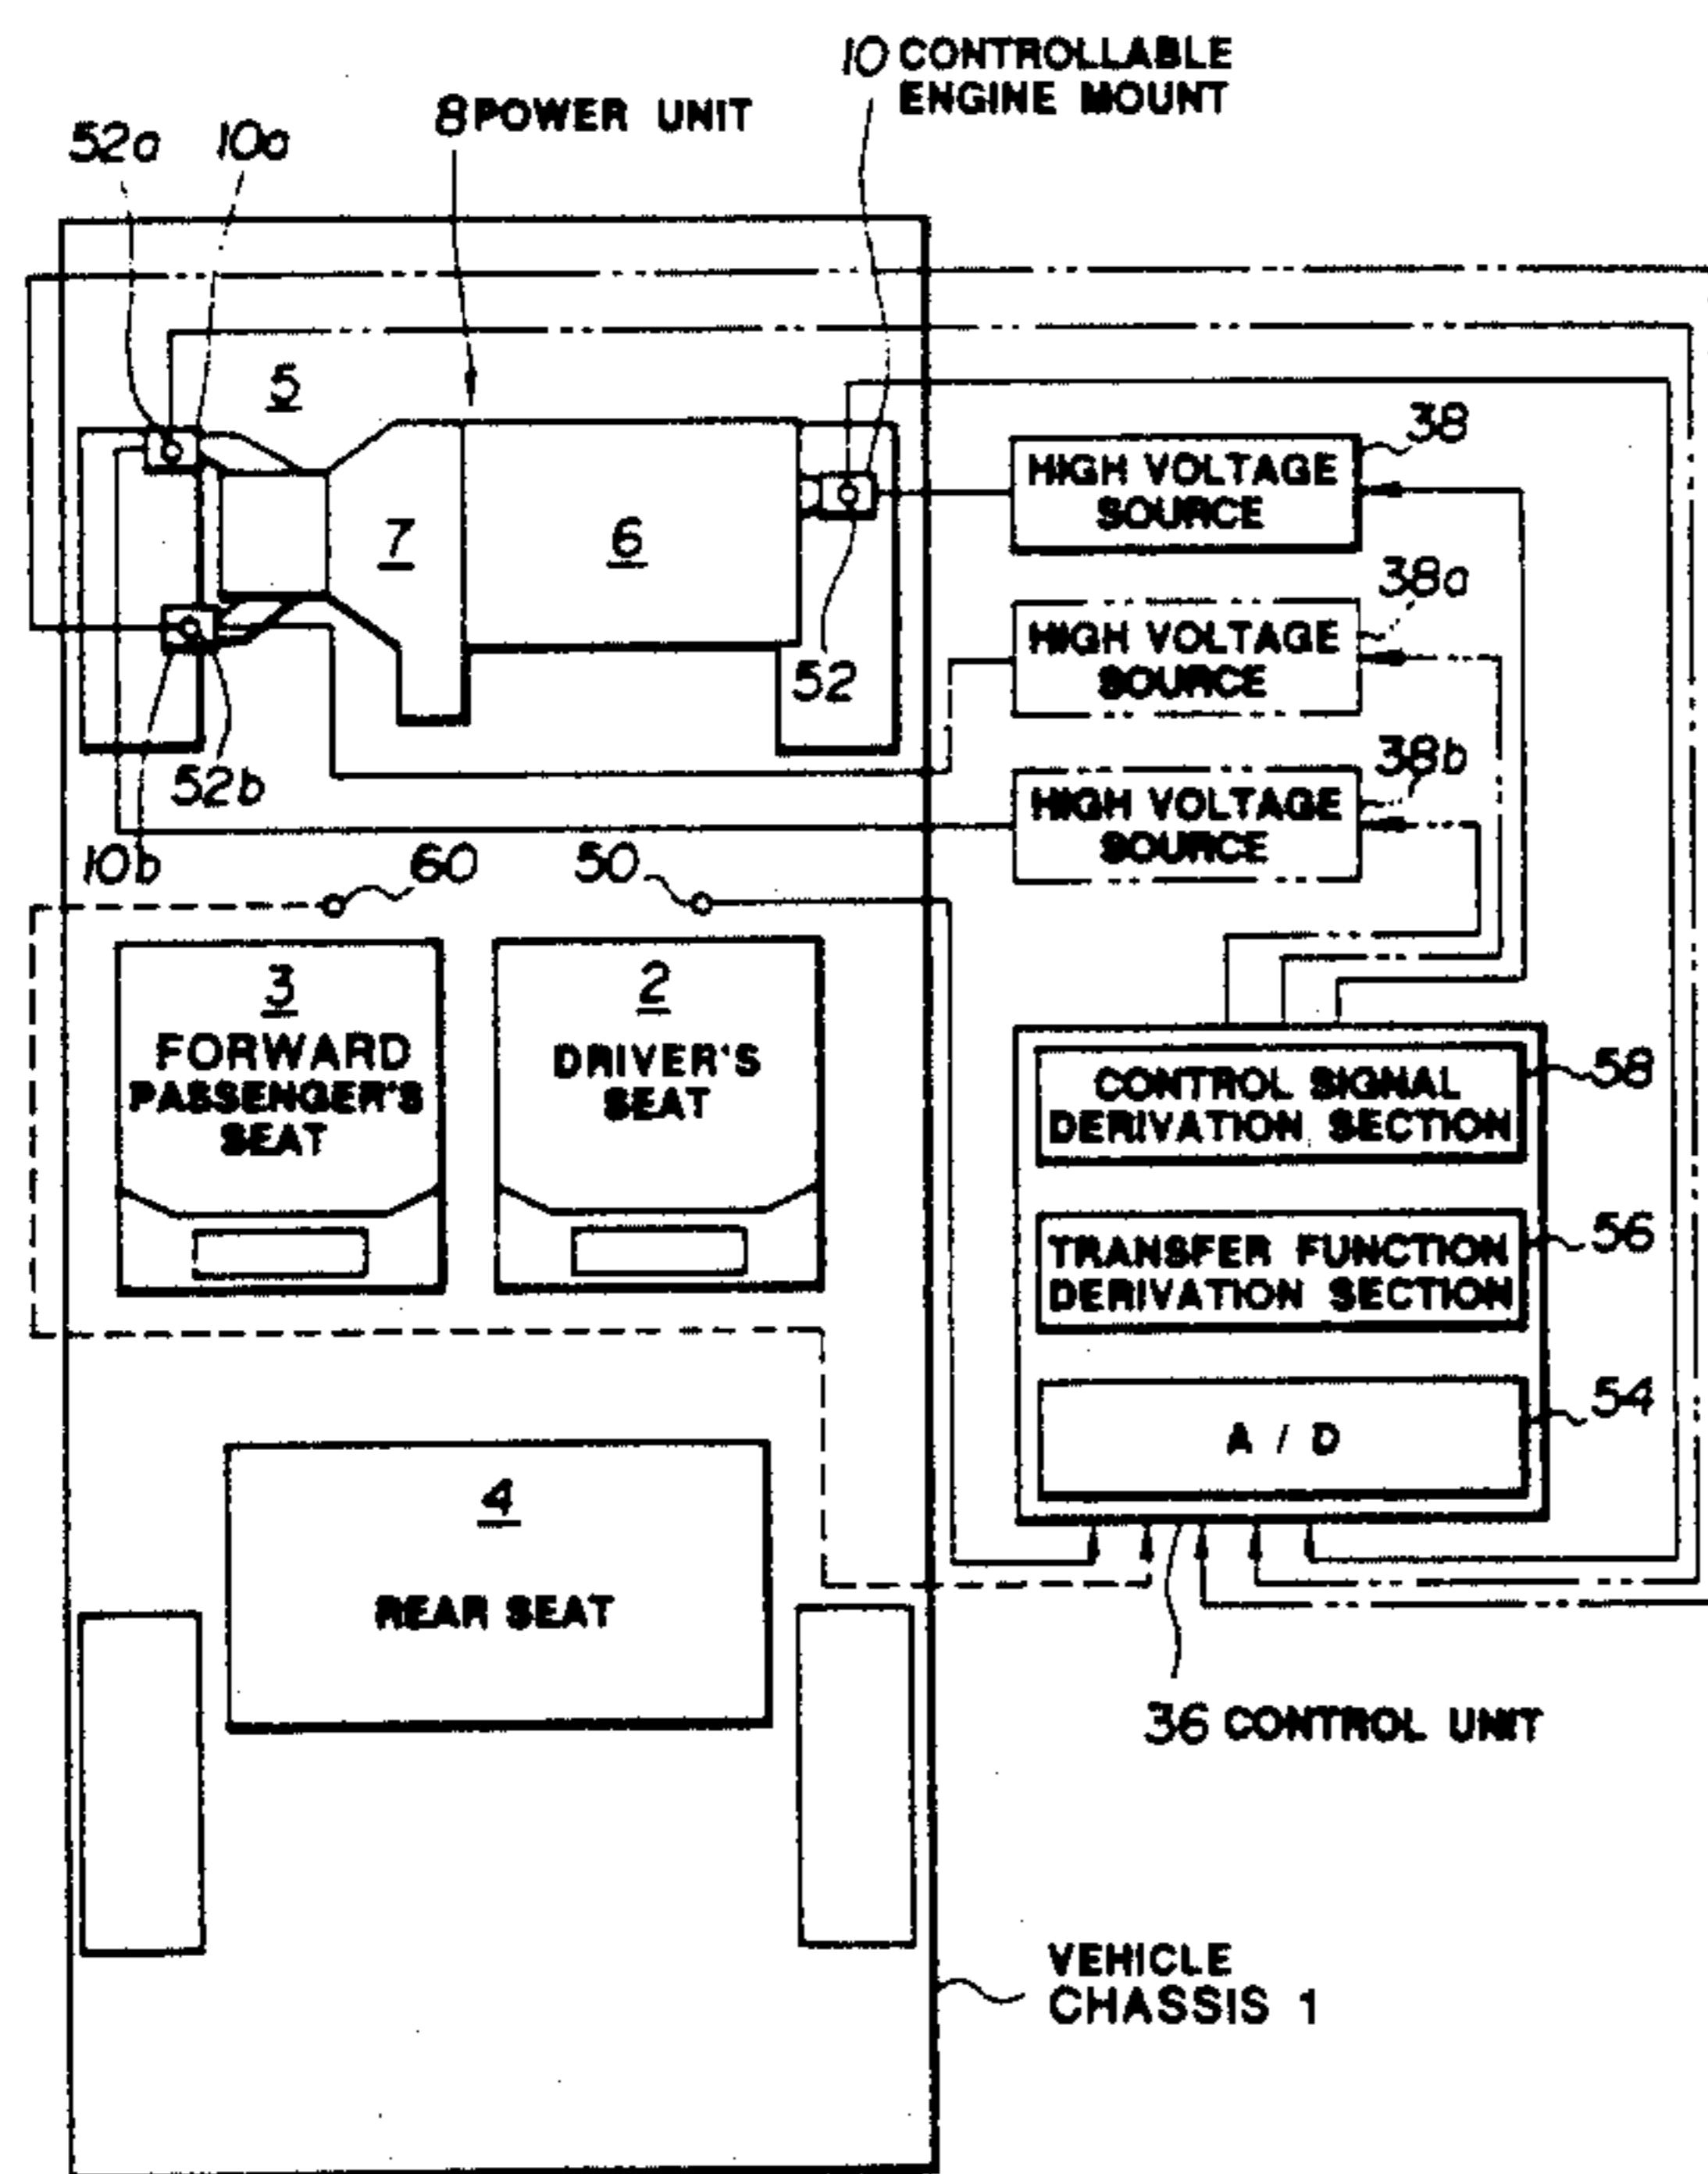 10 CONTROLLABLE
ENGINE MOUNT
8 POWER UNIT
52a
10a
5
38
HIGH VOLTAGE
SOURCE
7
6
38a
HIGH VOLTAGE
SOURCE
52
38b
HIGH VOLTAGE
SOURCE
52b
10b
60
50
3
FORWARD
PASSENGER'S
SEAT
2
DRIVER'S
SEAT
58
CONTROL SIGNAL
DERIVATION SECTION
56
TRANSFER FUNCTION
DERIVATION SECTION
54
A / D
4
REAR SEAT
36 CONTROL UNIT
VEHICLE
CHASSIS 1